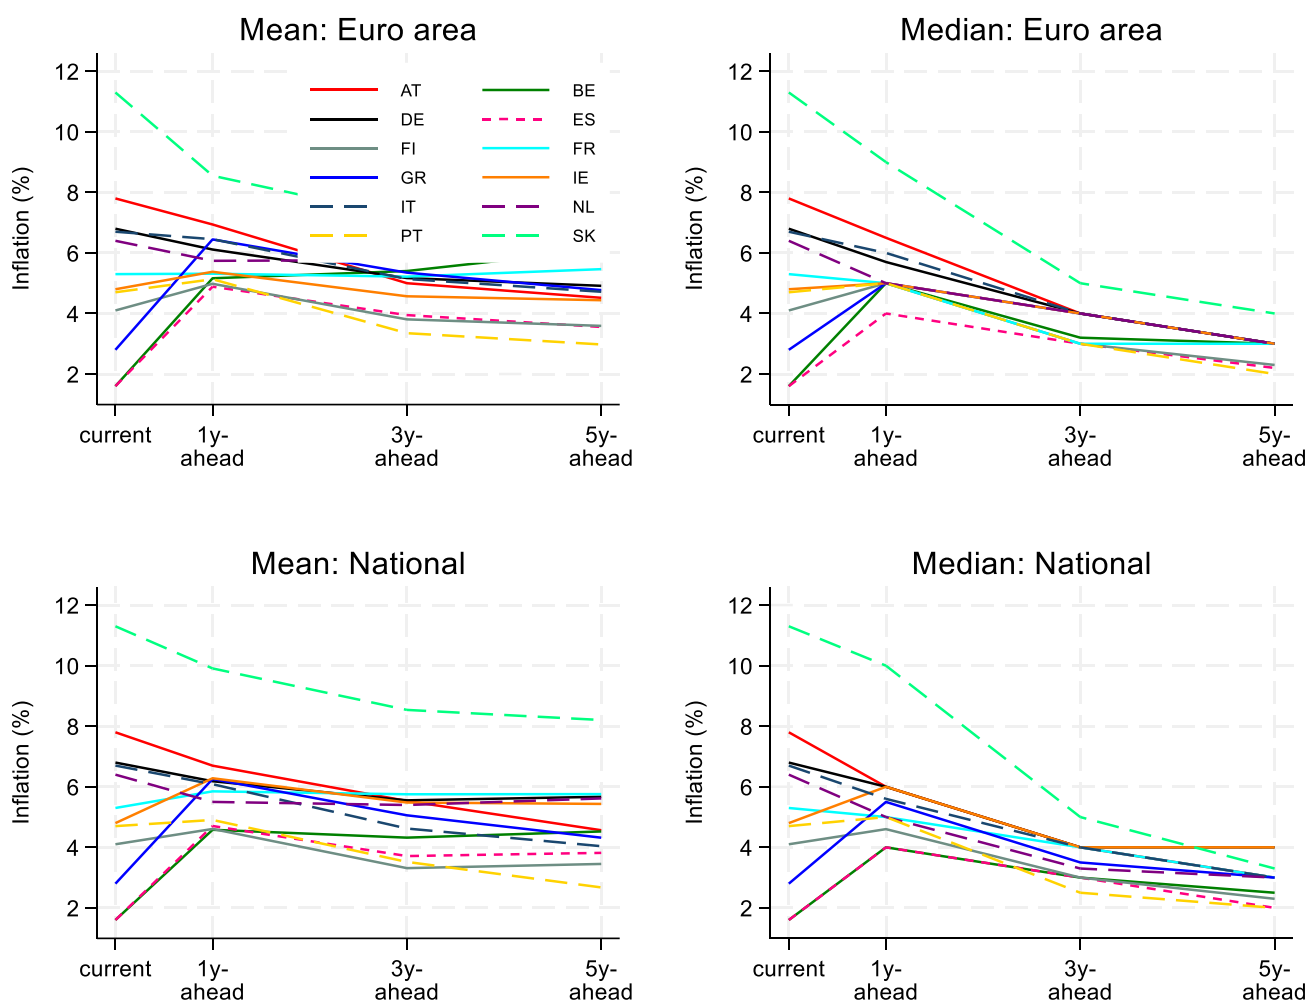 Mean: Euro area
Inflation (%)
12
10
8
6
4
2
AT
BE
DE
ES
FI
FR
GR
IE
IT
NL
PT
SK
current
1y-
ahead
3y-
ahead
5y-
ahead
Median: Euro area
Inflation (%)
12
10
8
6
4
2
current
1y-
ahead
3y-
ahead
5y-
ahead
Mean: National
Inflation (%)
12
10
8
6
4
2
current
1y-
ahead
3y-
ahead
5y-
ahead
Median: National
Inflation (%)
12
10
8
6
4
2
current
1y-
ahead
3y-
ahead
5y-
ahead